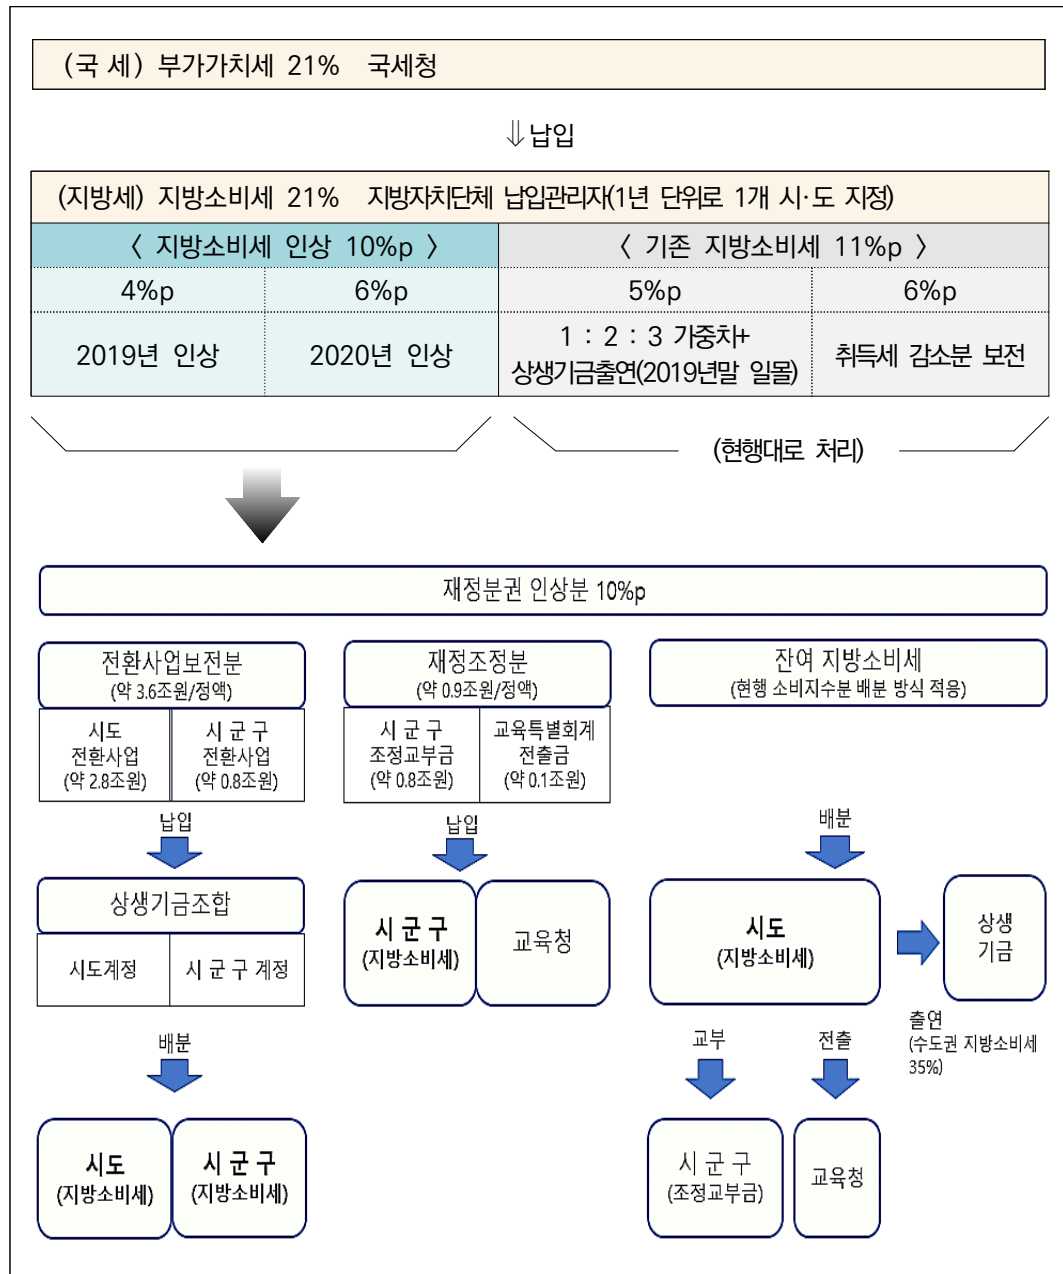 (국 세) 부가가치세 21% 국세청
⇓납입
(지방세) 지방소비세 21% 지방자치단체 납입관리자(1년 단위로 1개 시·도 지정)
〈 지방소비세 인상 10%p 〉
〈 기존 지방소비세 11%p 〉
4%p
6%p
5%p
6%p
2019년 인상
2020년 인상
1 : 2 : 3 가중차+
상생기금출연(2019년말 일몰)
취득세 감소분 보전
(현행대로 처리)
재정분권 인상분 10%p
전환사업보전분
(약 3.6조원/정액)
시도
전환사업
(약 2.8조원)
시 군 구
전환사업
(약 0.8조원)
재정조정분
(약 0.9조원/정액)
시 군 구
조정교부금
(약 0.8조원)
교육특별회계
전출금
(약 0.1조원)
잔여 지방소비세
(현행 소비지수분 배분 방식 적용)
납입
납입
배분
상생기금조합
시도계정
시 군 구 계정
시 군 구
(지방소비세)
교육청
시도
(지방소비세)
상생
기금
출연
(수도권 지방소비세
35%)
배분
교부
전출
시도
(지방소비세)
시 군 구
(지방소비세)
시 군 구
(조정교부금)
교육청